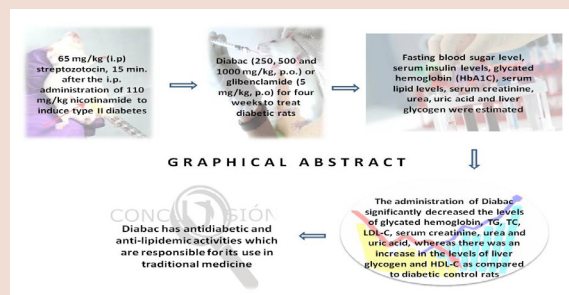 65 mg/kg (i.p)
streptozotocin, 15 min.
after the i.p.
administration of 110
mg/kg nicotinamide to
induce type II diabetes
Diabac (250, 500 and
1000 mg/kg, p.o.) or
glibenclamide (5
mg/kg, p.o) for four
weeks to treat
diabetic rats
Fasting blood sugar level,
serum insulin levels, glycated
hemoglobin (HbA1C), serum
lipid levels, serum creatinine,
urea, uric acid and liver
glycogen were estimated
GRAPHICAL ABSTRACT
The administration of Diabac
significantly decreased the levels
of glycated hemoglobin, TG, TC,
LDL-C, serum creatinine, urea and
uric acid, whereas there was an
increase in the levels of liver
glycogen and HDL-C as compared
to diabetic control rats
Diabac has antidiabetic and
anti-lipidemic activities which
are responsible for its use in
traditional medicine